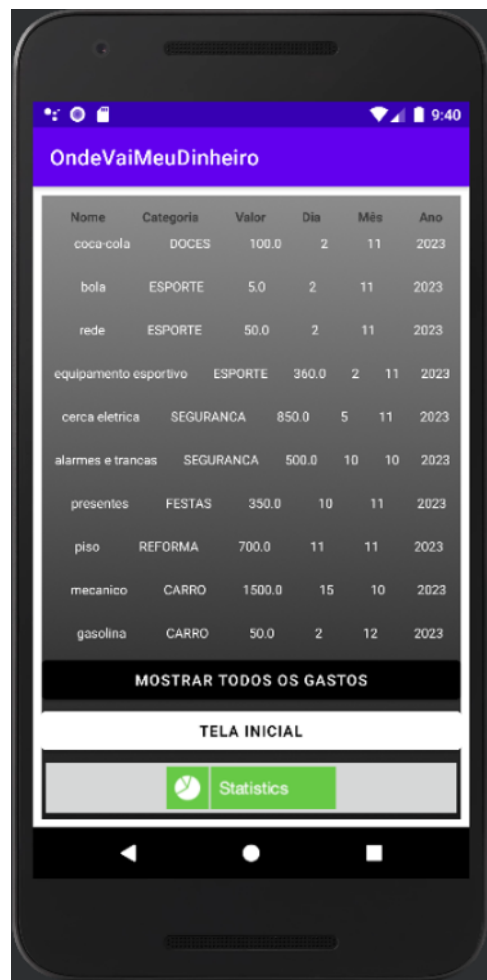 9:40
OndeVaiMeuDinheiro
Nome Categoria Valor Dia Mês Ano
coca-cola DOCES 100.0 2 11 2023
bola ESPORTE 5.0 2 11 2023
rede ESPORTE 50.0 2 11 2023
equipamento esportivo ESPORTE 360.0 2 11 2023
cerca eletrica SEGURANCA 850.0 5 11 2023
alarmes e trancas SEGURANCA 500.0 10 10 2023
presentes FESTAS 350.0 10 11 2023
piso REFORMA 700.0 11 11 2023
mecanico CARRO 1500.0 15 10 2023
gasolina CARRO 50.0 2 12 2023
MOSTRAR TODOS OS GASTOS
TELA INICIAL
Statistics